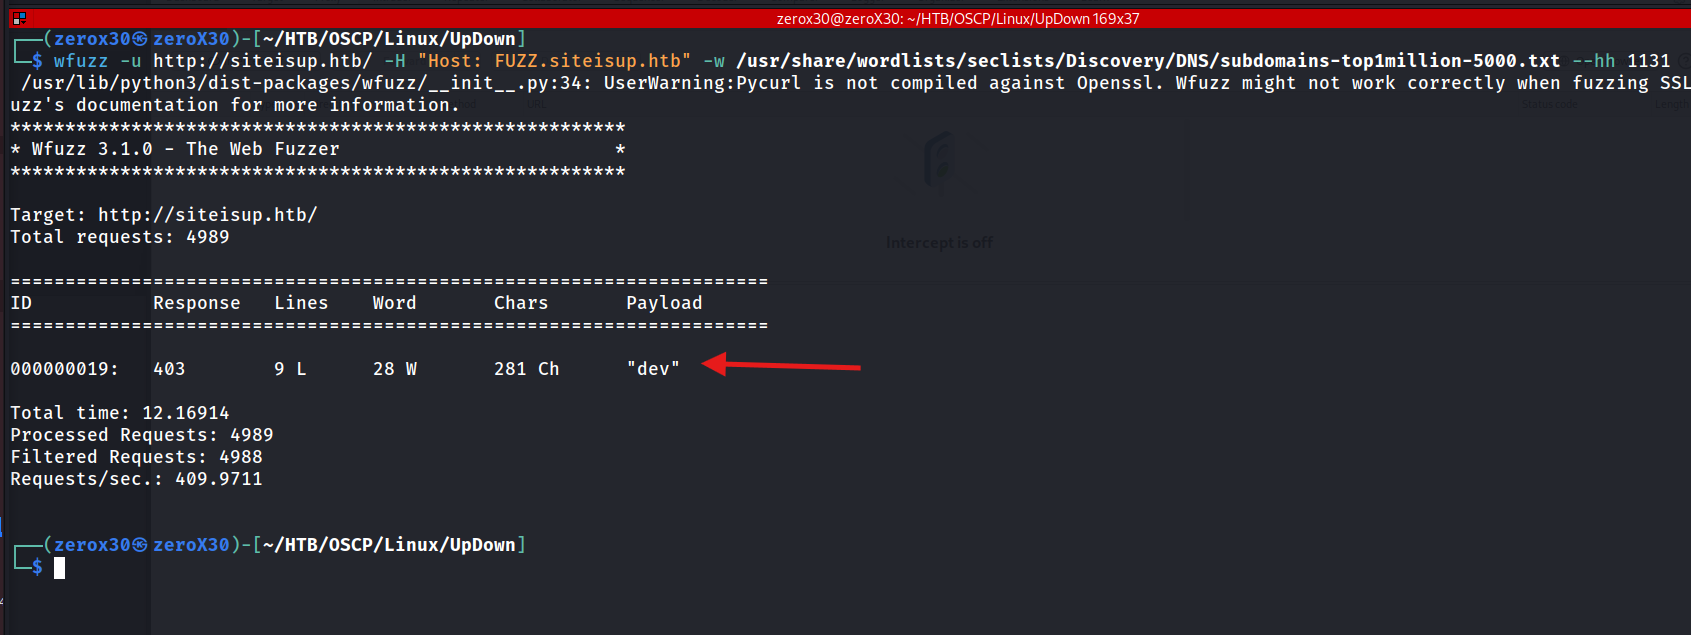 zerox30@zeroX30: ~/HTB/OSCP/Linux/UpDown 169x37
┌──(zerox30㉿zeroX30)-[~/HTB/OSCP/Linux/UpDown]
└─$ wfuzz -u http://siteisup.htb/ -H "Host: FUZZ.siteisup.htb" -w /usr/share/wordlists/seclists/Discovery/DNS/subdomains-top1million-5000.txt --hh 1131
/usr/lib/python3/dist-packages/wfuzz/__init__.py:34: UserWarning:Pycurl is not compiled against Openssl. Wfuzz might not work correctly when fuzzing SSL
uzz's documentation for more information.
********************************************************
* Wfuzz 3.1.0 - The Web Fuzzer                         *
********************************************************
Target: http://siteisup.htb/
Total requests: 4989
Intercept is off
=====================================================================
ID           Response   Lines    Word       Chars       Payload
=====================================================================
000000019:   403        9 L      28 W       281 Ch      "dev"
Total time: 12.16914
Processed Requests: 4989
Filtered Requests: 4988
Requests/sec.: 409.9711
┌──(zerox30㉿zeroX30)-[~/HTB/OSCP/Linux/UpDown]
└─$